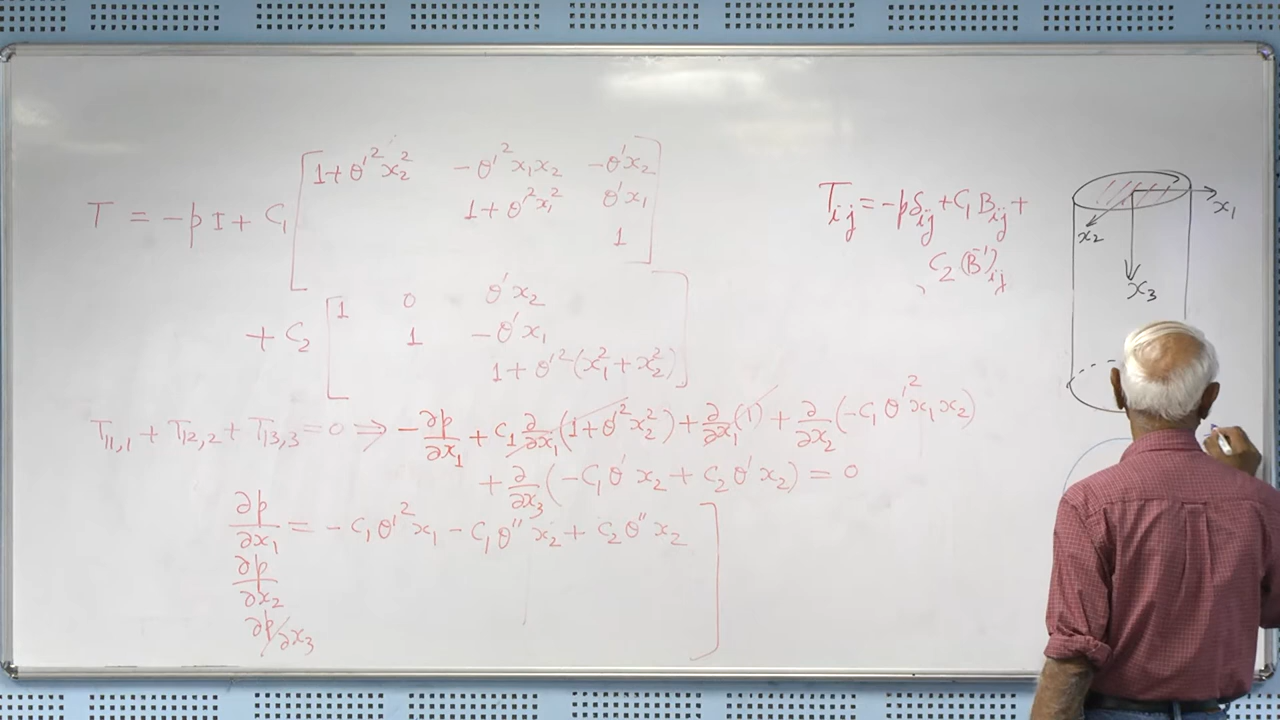 1+θ'²x₂² -θ'²x₁x₂ -θ'x₂
T = -p I + C₁ 1+θ'²x₁² θ'x₁
1
1 0 θ'x₂
+ C₂ 1 -θ'x₁
1+θ'²(x₁²+x₂²)
T₁₁,₁ + T₁₂,₂ + T₁₃,₃ = 0 ⇒ -∂p/∂x₁ + C₁ ∂/∂x₁(1+θ'²x₂²) + ∂/∂x₁(1) + ∂/∂x₂(-C₁θ'²x₁x₂)
+ ∂/∂x₃(-C₁θ'x₂ + C₂θ'x₂) = 0
∂p/∂x₁ = -C₁θ'²x₁ - C₁θ''x₂ + C₂θ''x₂
∂p/∂x₂
∂p/∂x₃
Tᵢⱼ = -pδᵢⱼ + C₁Bᵢⱼ +
C₂(B⁻¹)ᵢⱼ
x₁
x₂
x₃